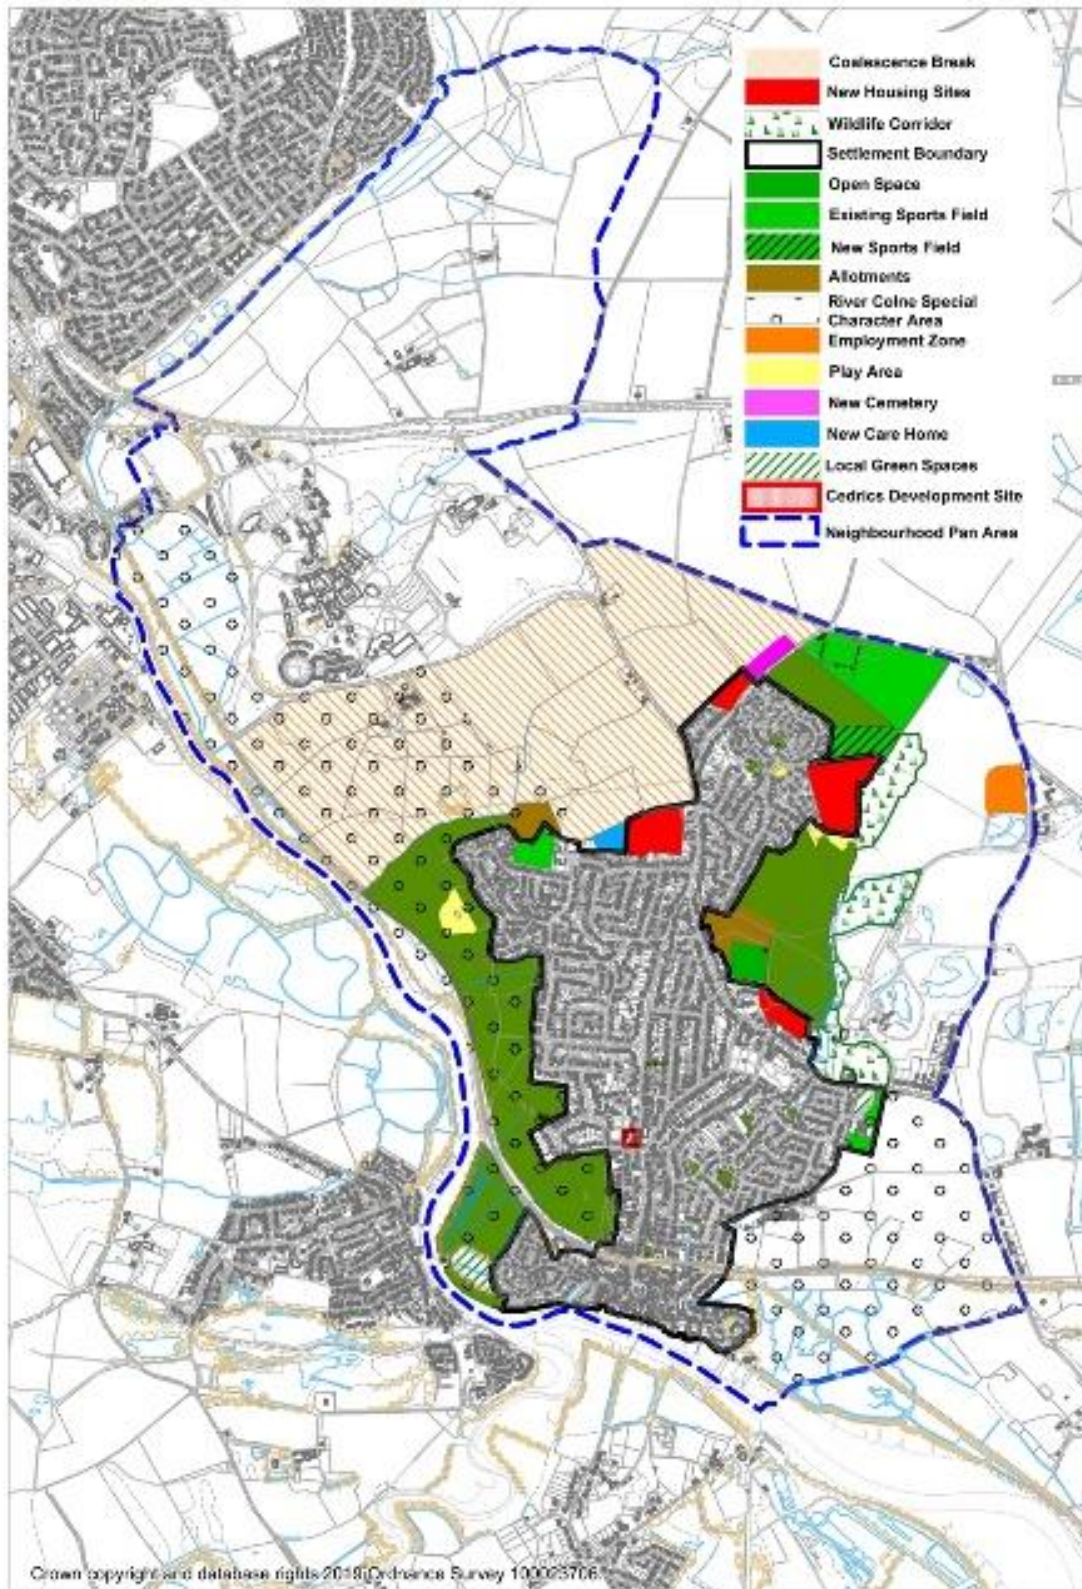 Coalescence Break
New Housing Sites
Wildlife Corridor
Settlement Boundary
Open Space
Existing Sports Field
New Sports Field
Allotments
River Colne Special
Character Area
Employment Zone
Play Area
New Cemetery
New Care Home
Local Green Spaces
Cedrics Development Site
Neighbourhood Pan Area
Crown copyright and database rights 2019 Ordnance Survey 100023706